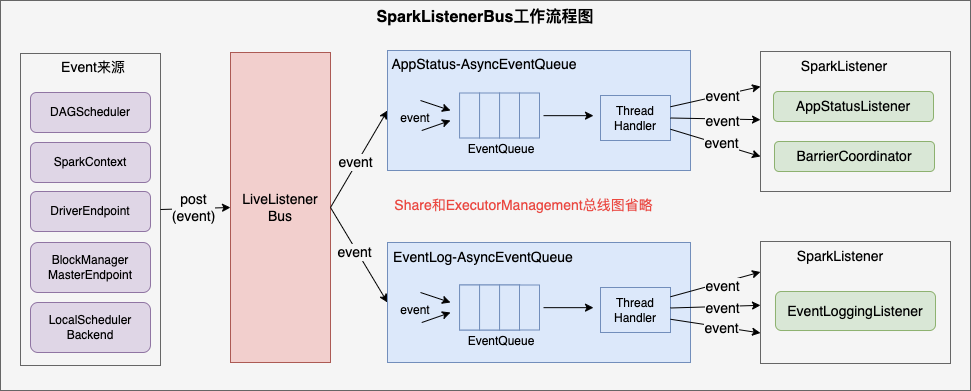 SparkListenerBus工作流程图
Event来源
DAGScheduler
SparkContext
DriverEndpoint
BlockManager
MasterEndpoint
LocalScheduler
Backend
post
(event)
LiveListener
Bus
event
event
AppStatus-AsyncEventQueue
event
EventQueue
Thread
Handler
event
event
event
SparkListener
AppStatusListener
BarrierCoordinator
Share和ExecutorManagement总线图省略
EventLog-AsyncEventQueue
event
EventQueue
Thread
Handler
event
event
event
SparkListener
EventLoggingListener